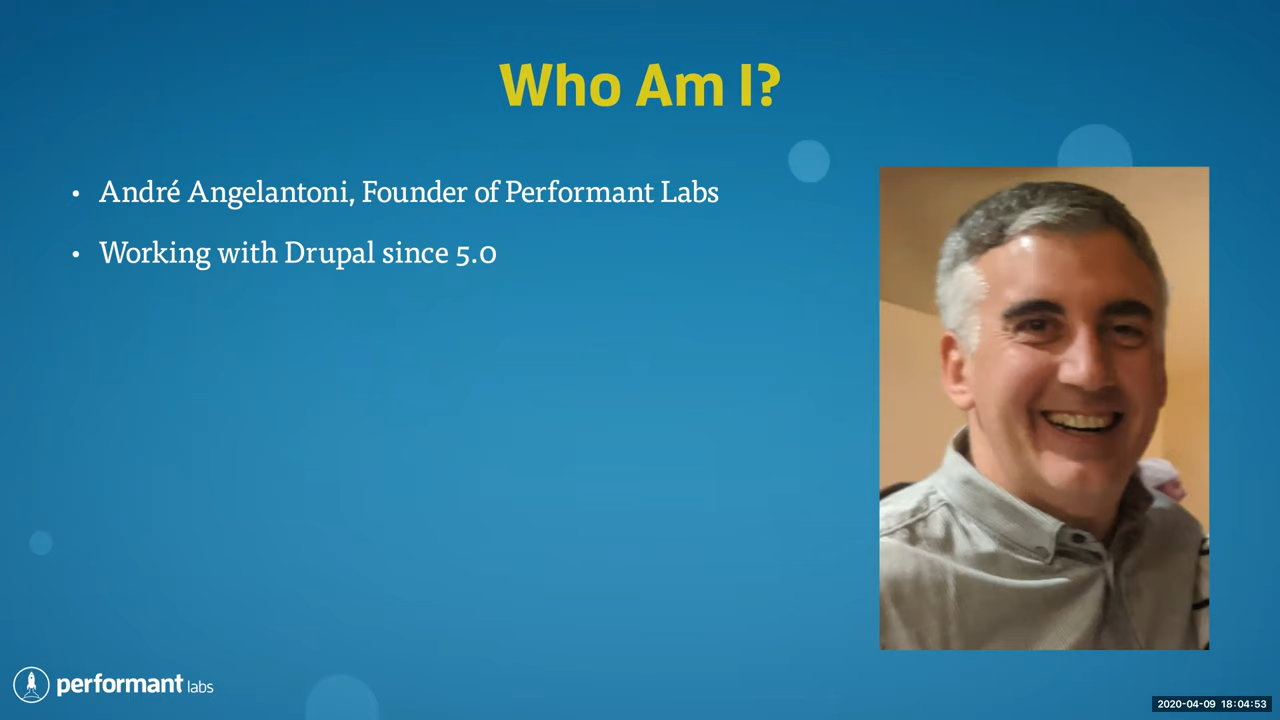 Who Am I?
• André Angelantoni, Founder of Performant Labs
• Working with Drupal since 5.0
performant labs
2020-04-09 18:04:53